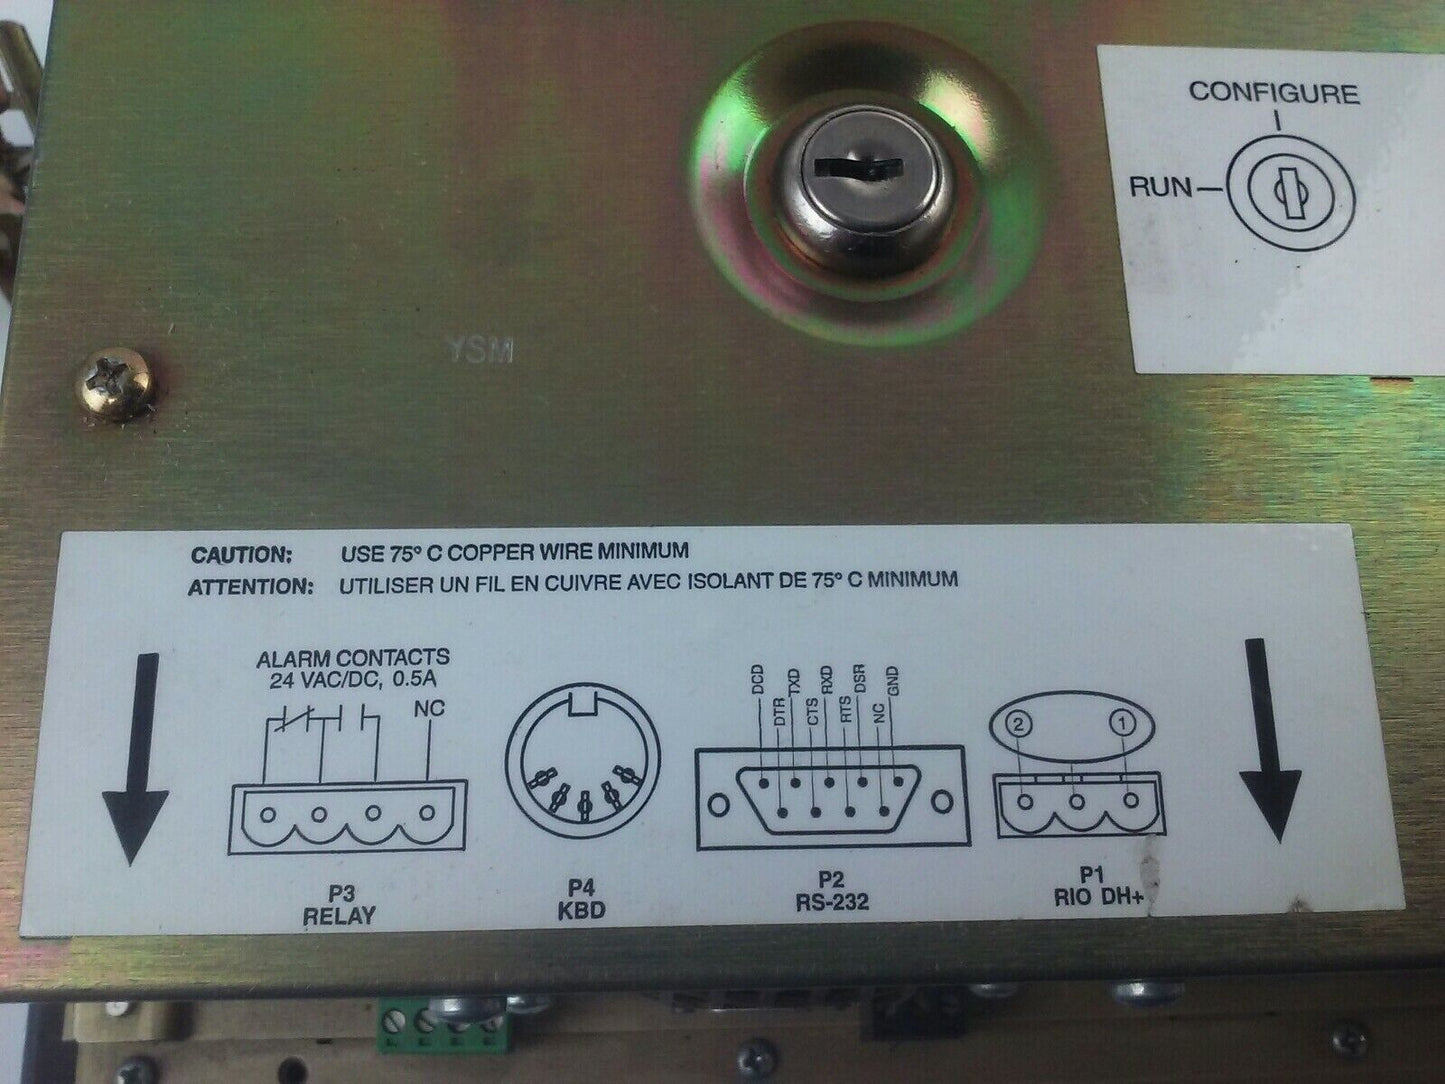 CONFIGURE
RUN
YSM
CAUTION: USE 75° C COPPER WIRE MINIMUM
ATTENTION: UTILISER UN FIL EN CUIVRE AVEC ISOLANT DE 75° C MINIMUM
ALARM CONTACTS
24 VAC/DC, 0.5A
NC
DCD
DTR
TXD
CTS
RXD
RTS
DSR
NC
GND
2
1
P3
RELAY
P4
KBD
P2
RS-232
P1
RIO DH+